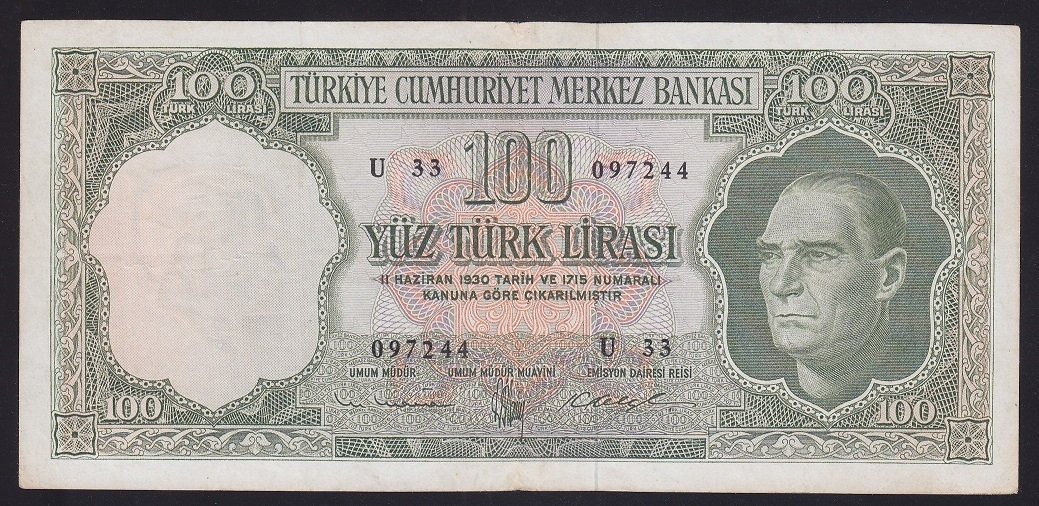 100 TÜRKİYE CUMHURİYET MERKEZ BANKASI 100
TÜRK LİRASI TÜRK LİRASI
U 33 100 097244
YÜZ TÜRK LİRASI
11 HAZİRAN 1930 TARİH VE 1715 NUMARALI
KANUNA GÖRE ÇIKARILMIŞTIR
097244 U 33
UMUM MÜDÜR UMUM MÜDÜR MUAVİNİ EMİSYON DAİRESİ REİSİ
100 100